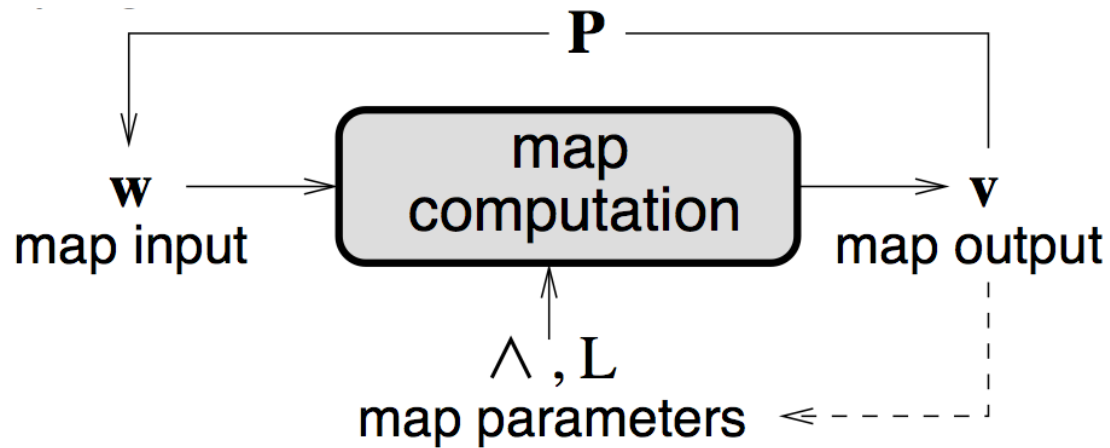 P
map
computation
w
v
map input
map output
∧ , L
map parameters